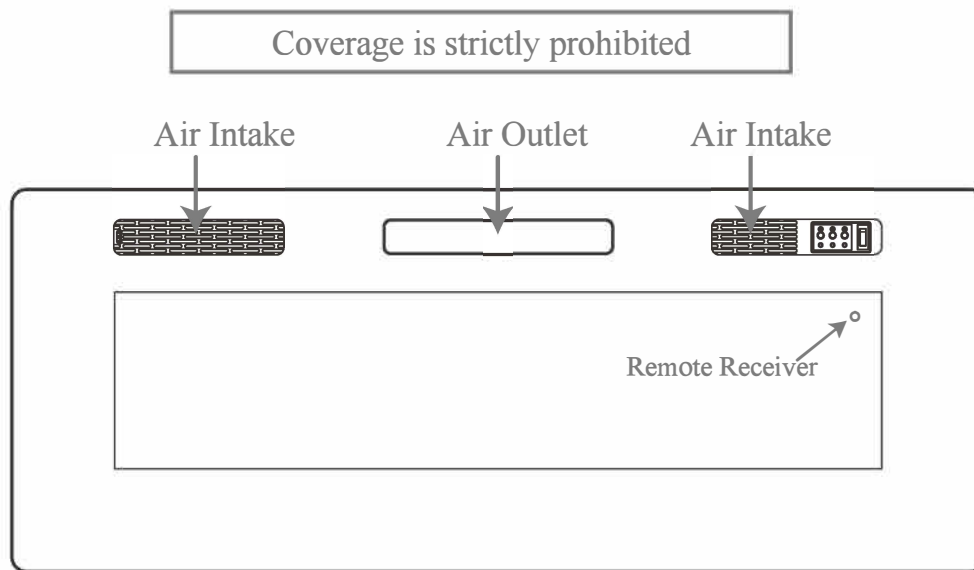 Coverage is strictly prohibited
Air Intake
Air Outlet
Air Intake
Remote Receiver